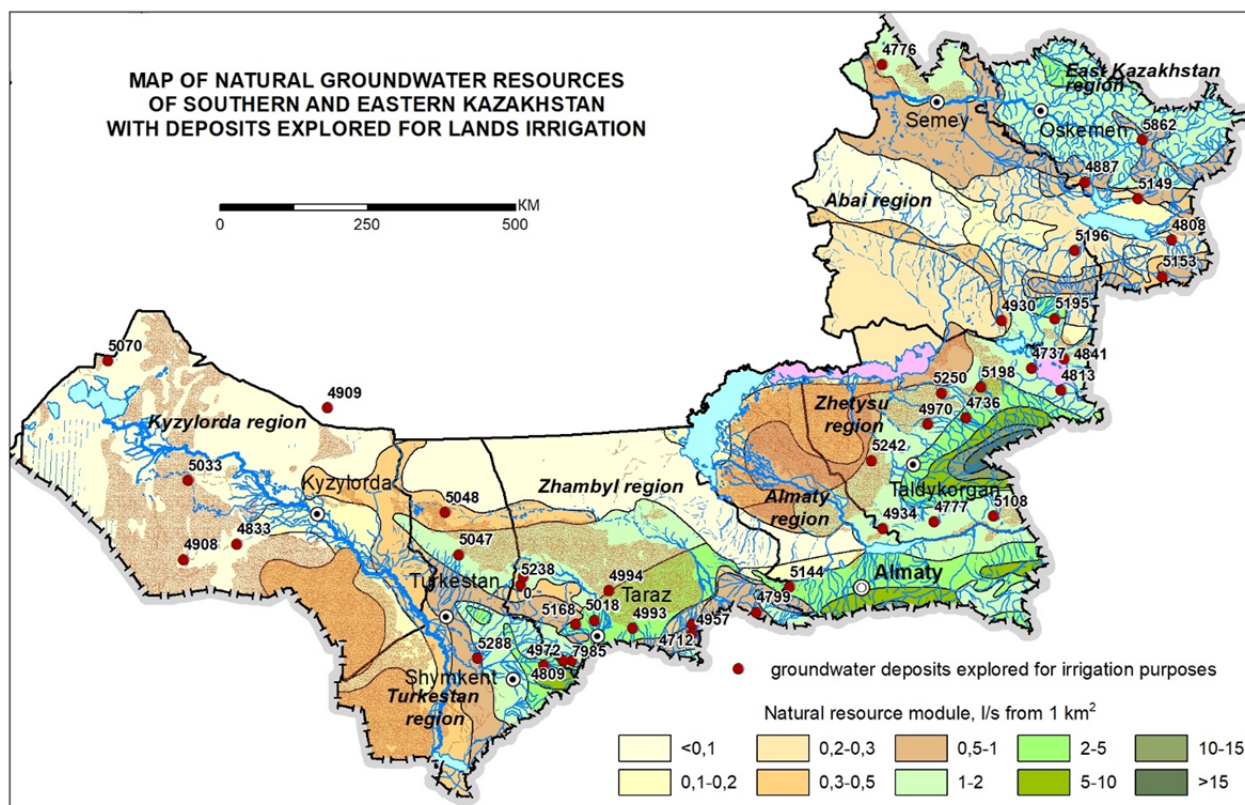 MAP OF NATURAL GROUNDWATER RESOURCES
OF SOUTHERN AND EASTERN KAZAKHSTAN
WITH DEPOSITS EXPLORED FOR LANDS IRRIGATION
КМ
0
250
500
4776
East Kazakhstan
region
Semey
Oskemen
5862
4887
5149
Abai region
4808
5196
5153
4930
5195
5070
4737
4841
4813
4909
5198
5250
Kyzylorda region
Zhetysu
region
4970
4736
5242
5033
Kyzylorda
Zhambyl region
Taldykorgan
5048
Almaty
region
4934
4777
5108
4833
4908
5047
5238
0
Turkestan
4994
Taraz
5144
Almaty
5168
5018
4993
4957
4799
4712
5288
4972
7985
4809
Shymkent
Turkestan
region
groundwater deposits explored for irrigation purposes
Natural resource module, l/s from 1 km²
<0,1
0,2-0,3
0,5-1
2-5
10-15
0,1-0,2
0,3-0,5
1-2
5-10
>15